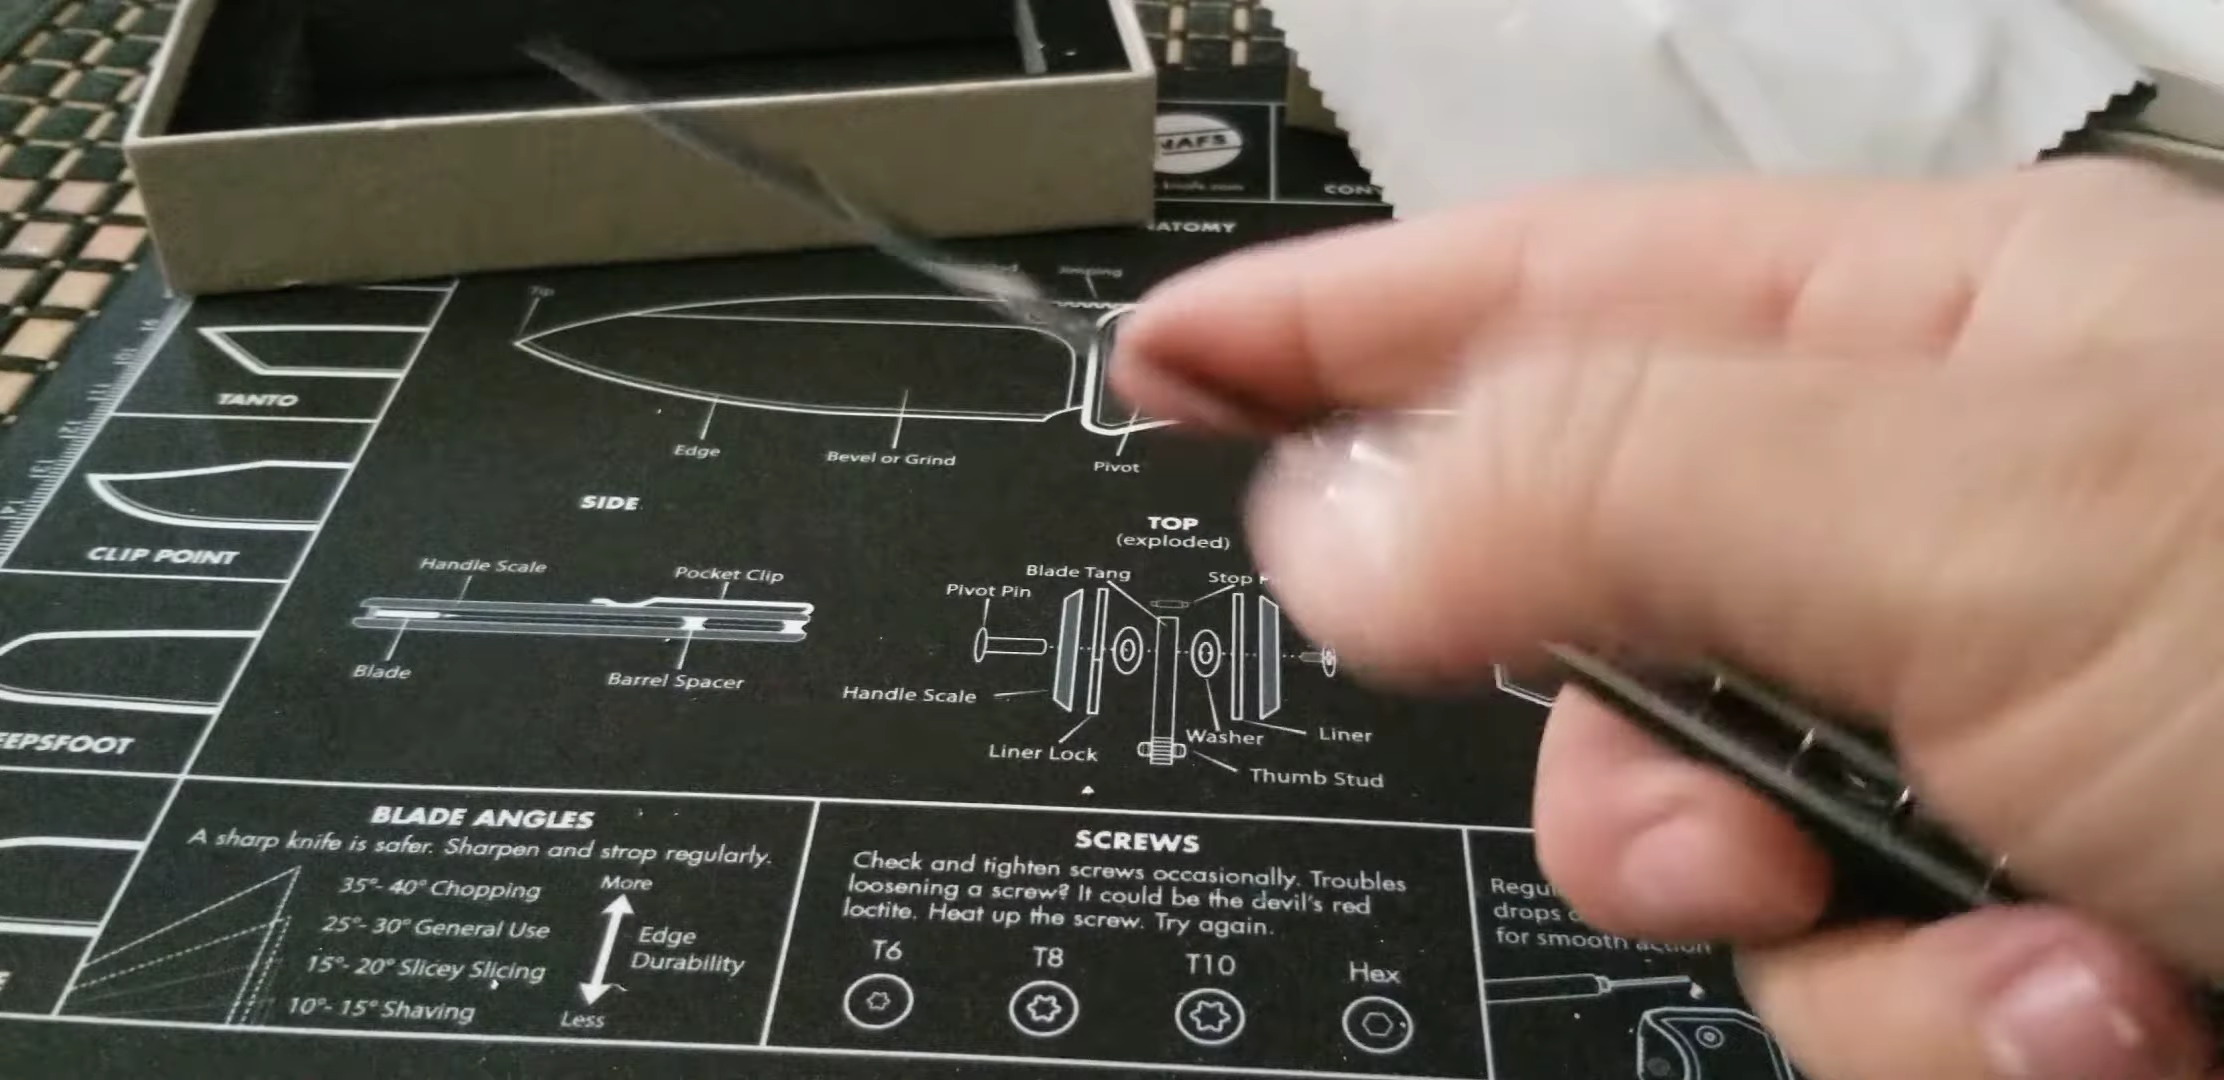 NAFS
ATOMY
Tip
TANTO
Edge
Bevel or Grind
Pivot
SIDE
CLIP POINT
TOP
(exploded)
Handle Scale
Pocket Clip
Blade Tang
Stop
Pivot Pin
Blade
Barrel Spacer
Handle Scale
EEPSFOOT
Liner Lock
Washer
Liner
Thumb Stud
BLADE ANGLES
A sharp knife is safer. Sharpen and strop regularly.
35°- 40° Chopping
25°- 30° General Use
15°- 20° Slicey Slicing
10°- 15° Shaving
More
Edge
Durability
Less
SCREWS
Check and tighten screws occasionally. Troubles
loosening a screw? It could be the devil's red
loctite. Heat up the screw. Try again.
T6
T8
T10
Hex
Regu
drops
for smooth action